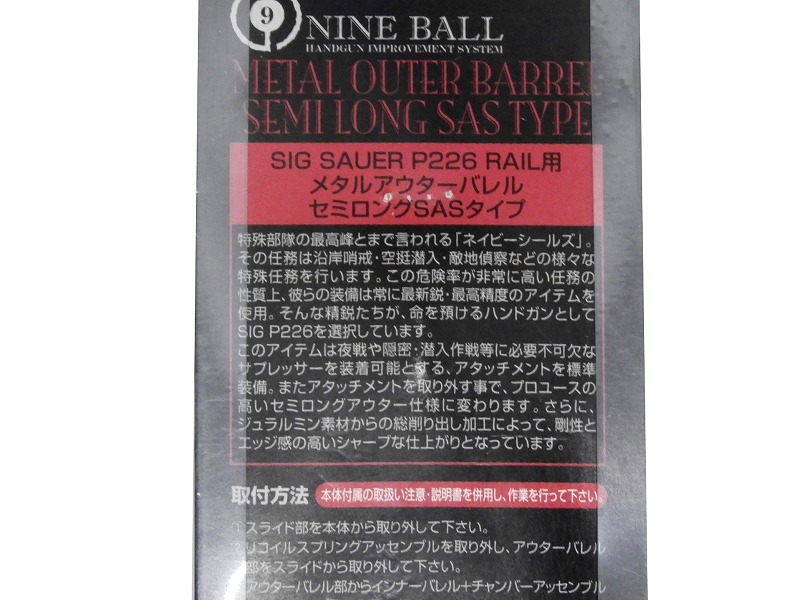 9
NINE BALL
HANDGUN IMPROVEMENT SYSTEM
METAL OUTER BARREL
SEMI LONG SAS TYPE
SIG SAUER P226 RAIL用
メタルアウターバレル
セミロングSASタイプ
特殊部隊の最高峰とまで言われる「ネイビーシールズ」。
その任務は沿岸哨戒・空挺潜入・敵地偵察などの様々な
特殊任務を行います。この危険率が非常に高い任務の
性質上、彼らの装備は常に最新鋭・最高精度のアイテムを
使用。そんな精鋭たちが、命を預けるハンドガンとして
SIG P226を選択しています。
このアイテムは夜戦や隠密・潜入作戦等に必要不可欠な
サプレッサーを装着可能とする、アタッチメントを標準
装備。またアタッチメントを取り外す事で、プロユースの
高いセミロングアウター仕様に変わります。さらに、
ジュラルミン素材からの総削り出し加工によって、剛性と
エッジ感の高いシャープな仕上がりとなっています。
取付方法 本体付属の取扱い注意・説明書を併用し、作業を行って下さい。
①スライド部を本体から取り外して下さい。
②リコイルスプリングアッセンブルを取り外し、アウターバレル
部をスライドから取り外して下さい。
アウターバレル部からインナーバレル+チャンバーアッセンブル